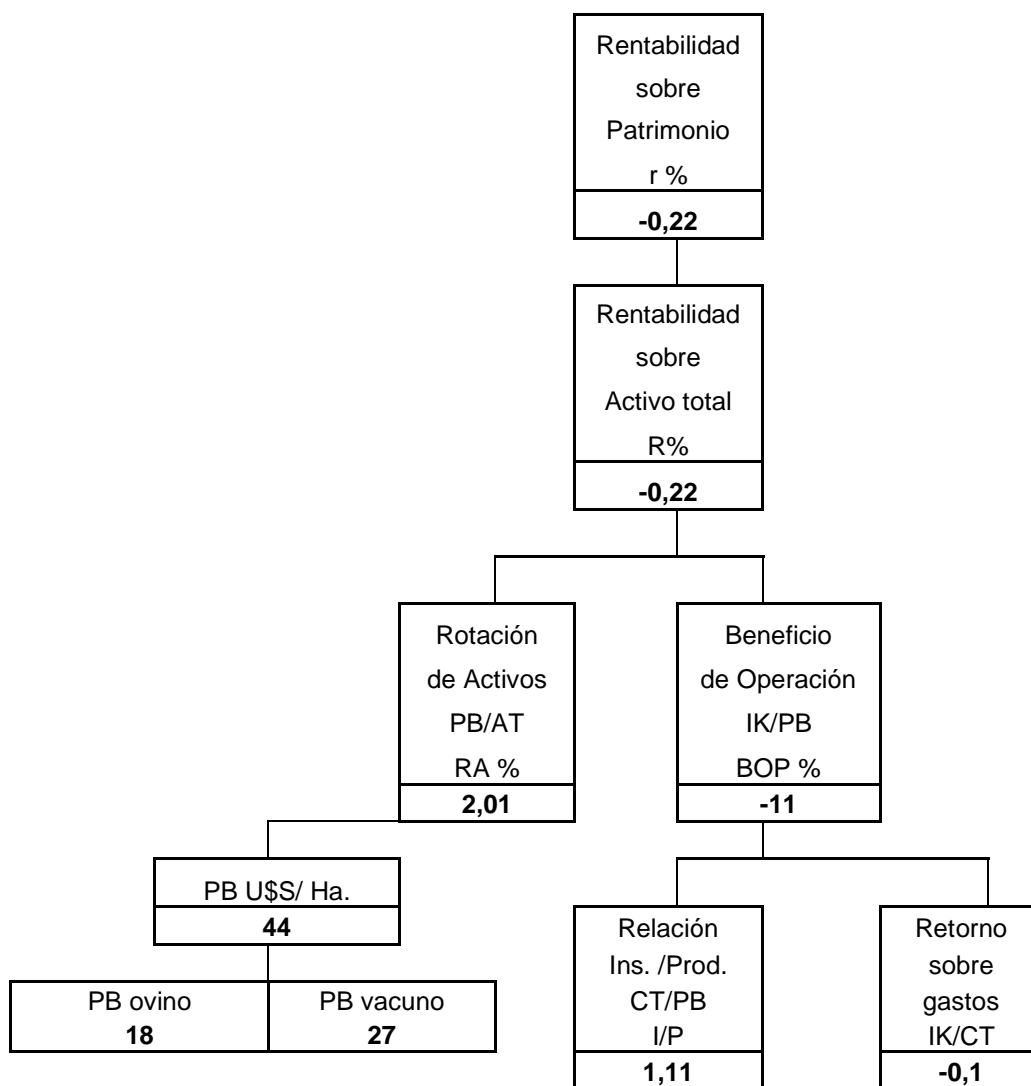 Rentabilidad
sobre
Patrimonio
r %
-0,22
Rentabilidad
sobre
Activo total
R%
-0,22
Rotación
de Activos
PB/AT
RA %
2,01
Beneficio
de Operación
IK/PB
BOP %
-11
PB U$S/ Ha.
44
PB ovino
18
PB vacuno
27
Relación
Ins. /Prod.
CT/PB
I/P
1,11
Retorno
sobre
gastos
IK/CT
-0,1